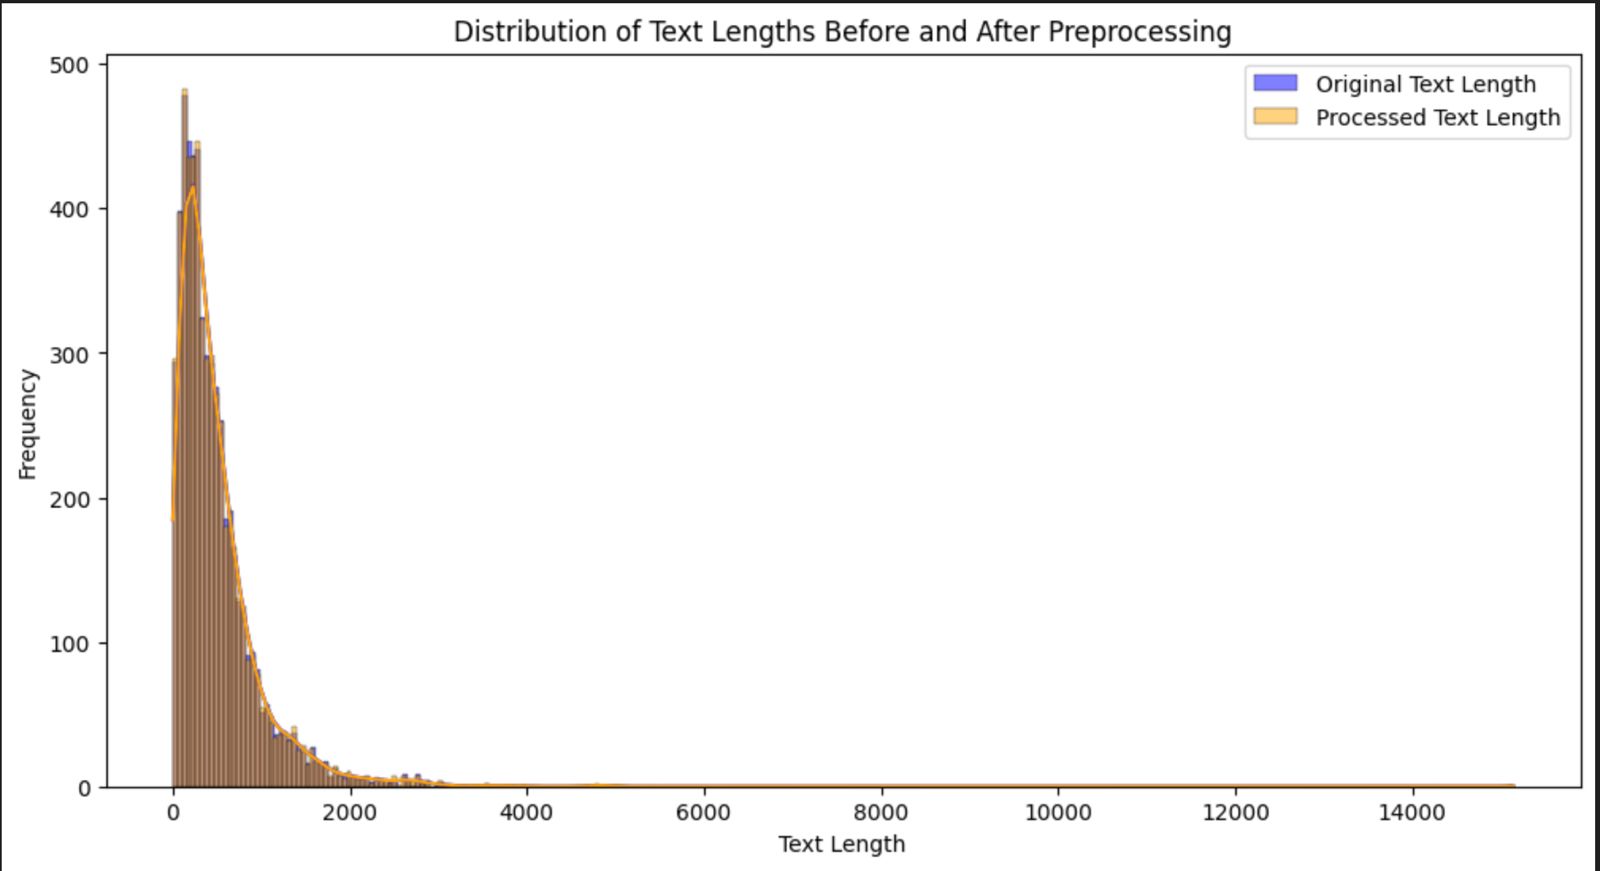 Distribution of Text Lengths Before and After Preprocessing
Original Text Length
Processed Text Length
500
400
300
200
100
0
Frequency
0 2000 4000 6000 8000 10000 12000 14000
Text Length